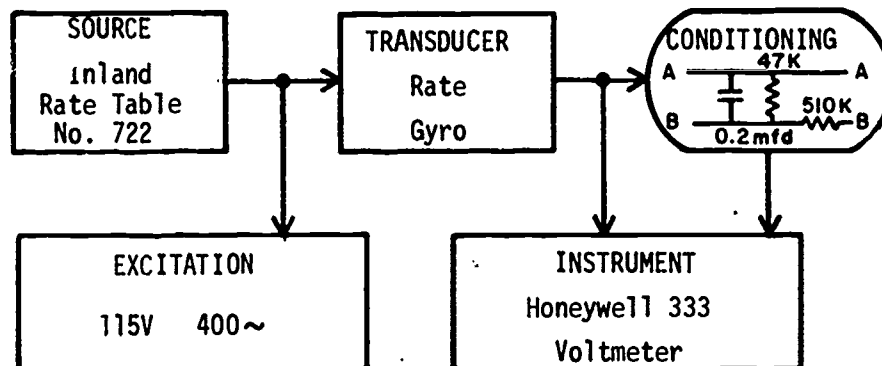 SOURCE
Inland
Rate Table
No. 722
TRANSDUCER
Rate
Gyro
CONDITIONING
47K
A A
510K
B B
0.2mfd
EXCITATION
115V 400~
INSTRUMENT
Honeywell 333
Voltmeter